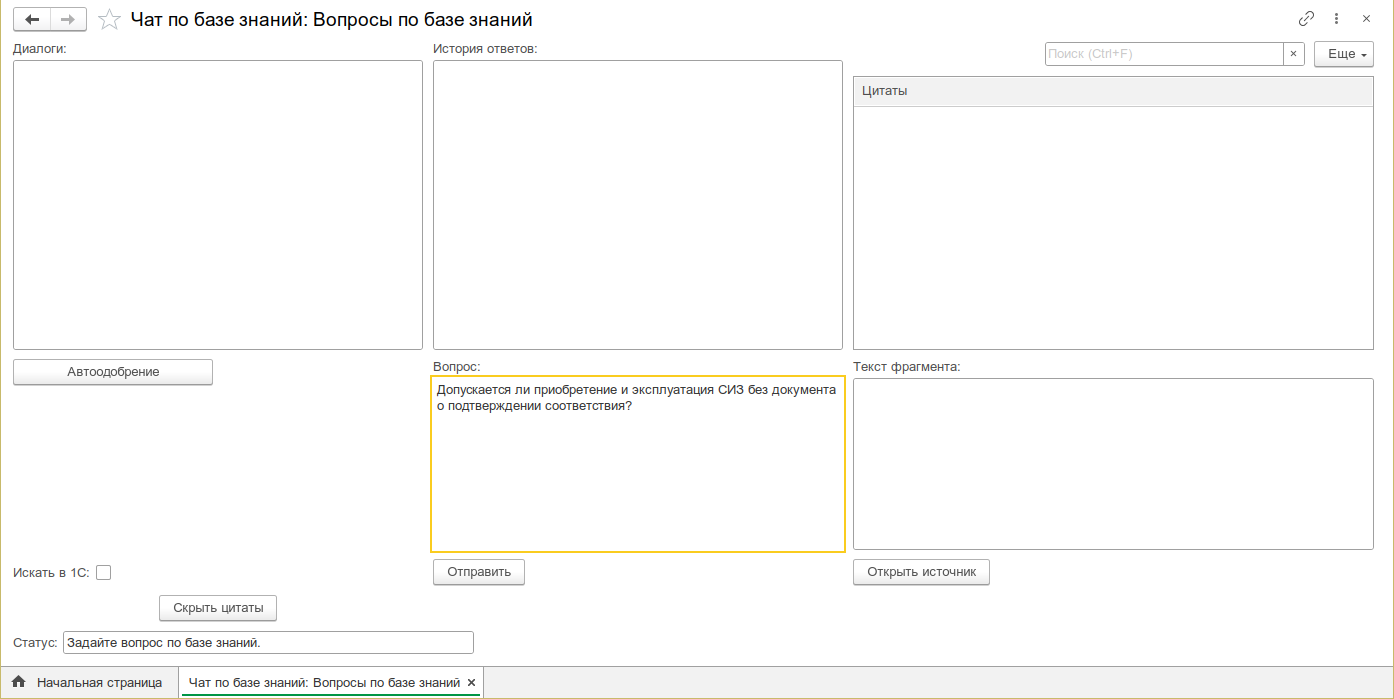 Чат по базе знаний: Вопросы по базе знаний
Диалоги:
История ответов:
Поиск (Ctrl+F)
Еще
Цитаты
Автоодобрение
Вопрос:
Допускается ли приобретение и эксплуатация СИЗ без документа
о подтверждении соответствия?
Текст фрагмента:
Искать в 1С:
Отправить
Открыть источник
Скрыть цитаты
Статус: Задайте вопрос по базе знаний.
Начальная страница
Чат по базе знаний: Вопросы по базе знаний